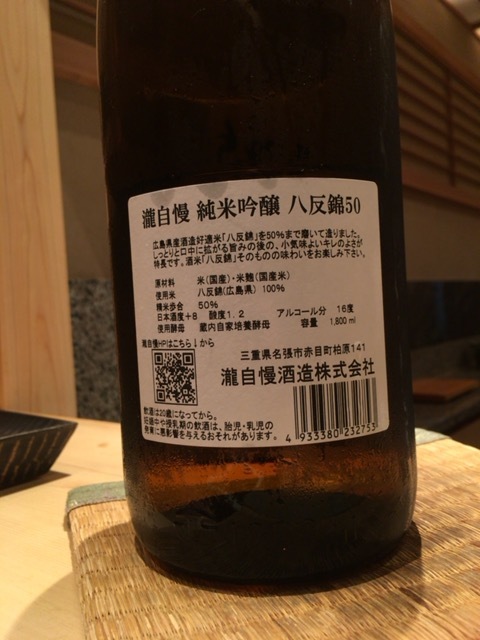 瀧自慢 純米吟醸 八反錦50
広島県産酒造好適米「八反錦」を50%まで磨いて造りました。
しっとりと口中に拡がる旨みの後の、小気味よいキレのよさが
特長です。酒米「八反錦」そのものの味わいをお楽しみ下さい。
原材料 米(国産)・米麹(国産米)
使用米 八反錦(広島県) 100%
精米歩合 50%
日本酒度+8 酸度1.2 アルコール分 16度
使用酵母 蔵内自家培養酵母 容量 1,800ml
瀧自慢HPはこちら↓から
三重県名張市赤目町柏原141
瀧自慢酒造株式会社
飲酒は20歳になってから。
妊娠中や授乳期の飲酒は、胎児・乳児の
発育に悪影響を与えるおそれがあります。
4 933380 232753